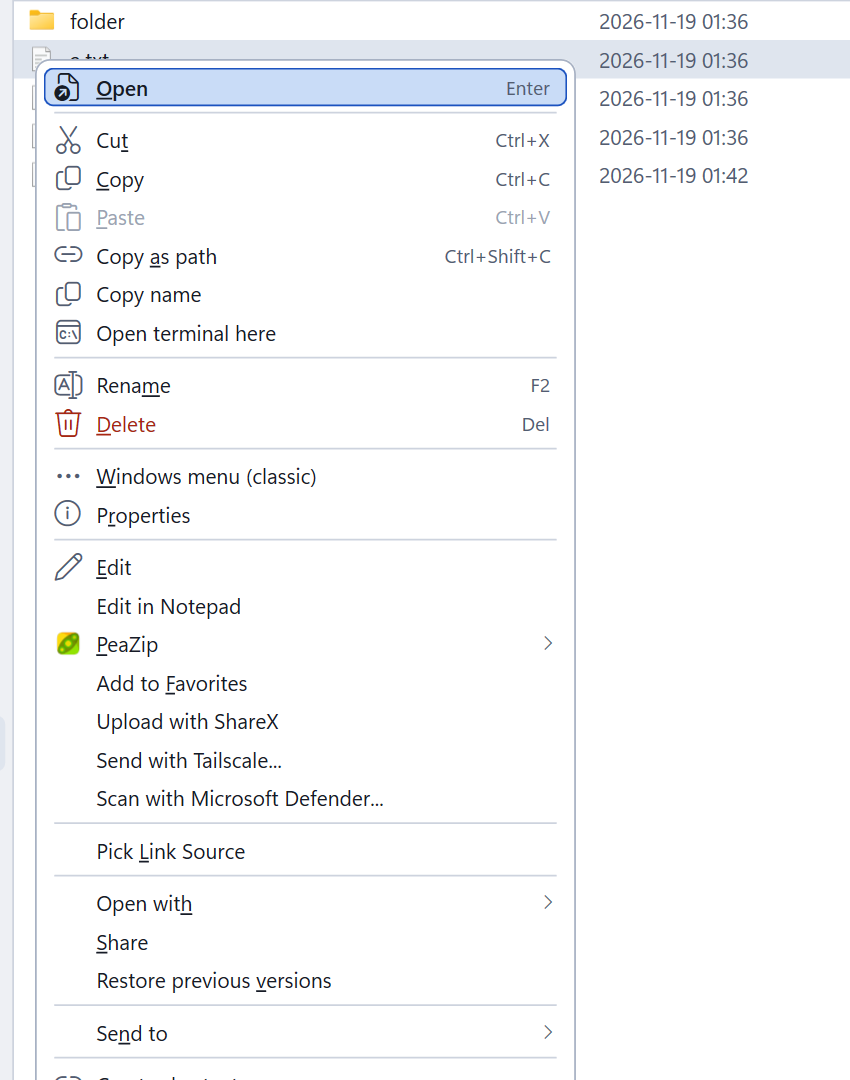 folder 2026-11-19 01:36
2026-11-19 01:36
Open Enter
2026-11-19 01:36
Cut Ctrl+X
2026-11-19 01:36
Copy Ctrl+C
2026-11-19 01:42
Paste Ctrl+V
Copy as path Ctrl+Shift+C
Copy name
Open terminal here
Rename F2
Delete Del
Windows menu (classic)
Properties
Edit
Edit in Notepad
PeaZip
Add to Favorites
Upload with ShareX
Send with Tailscale...
Scan with Microsoft Defender...
Pick Link Source
Open with
Share
Restore previous versions
Send to